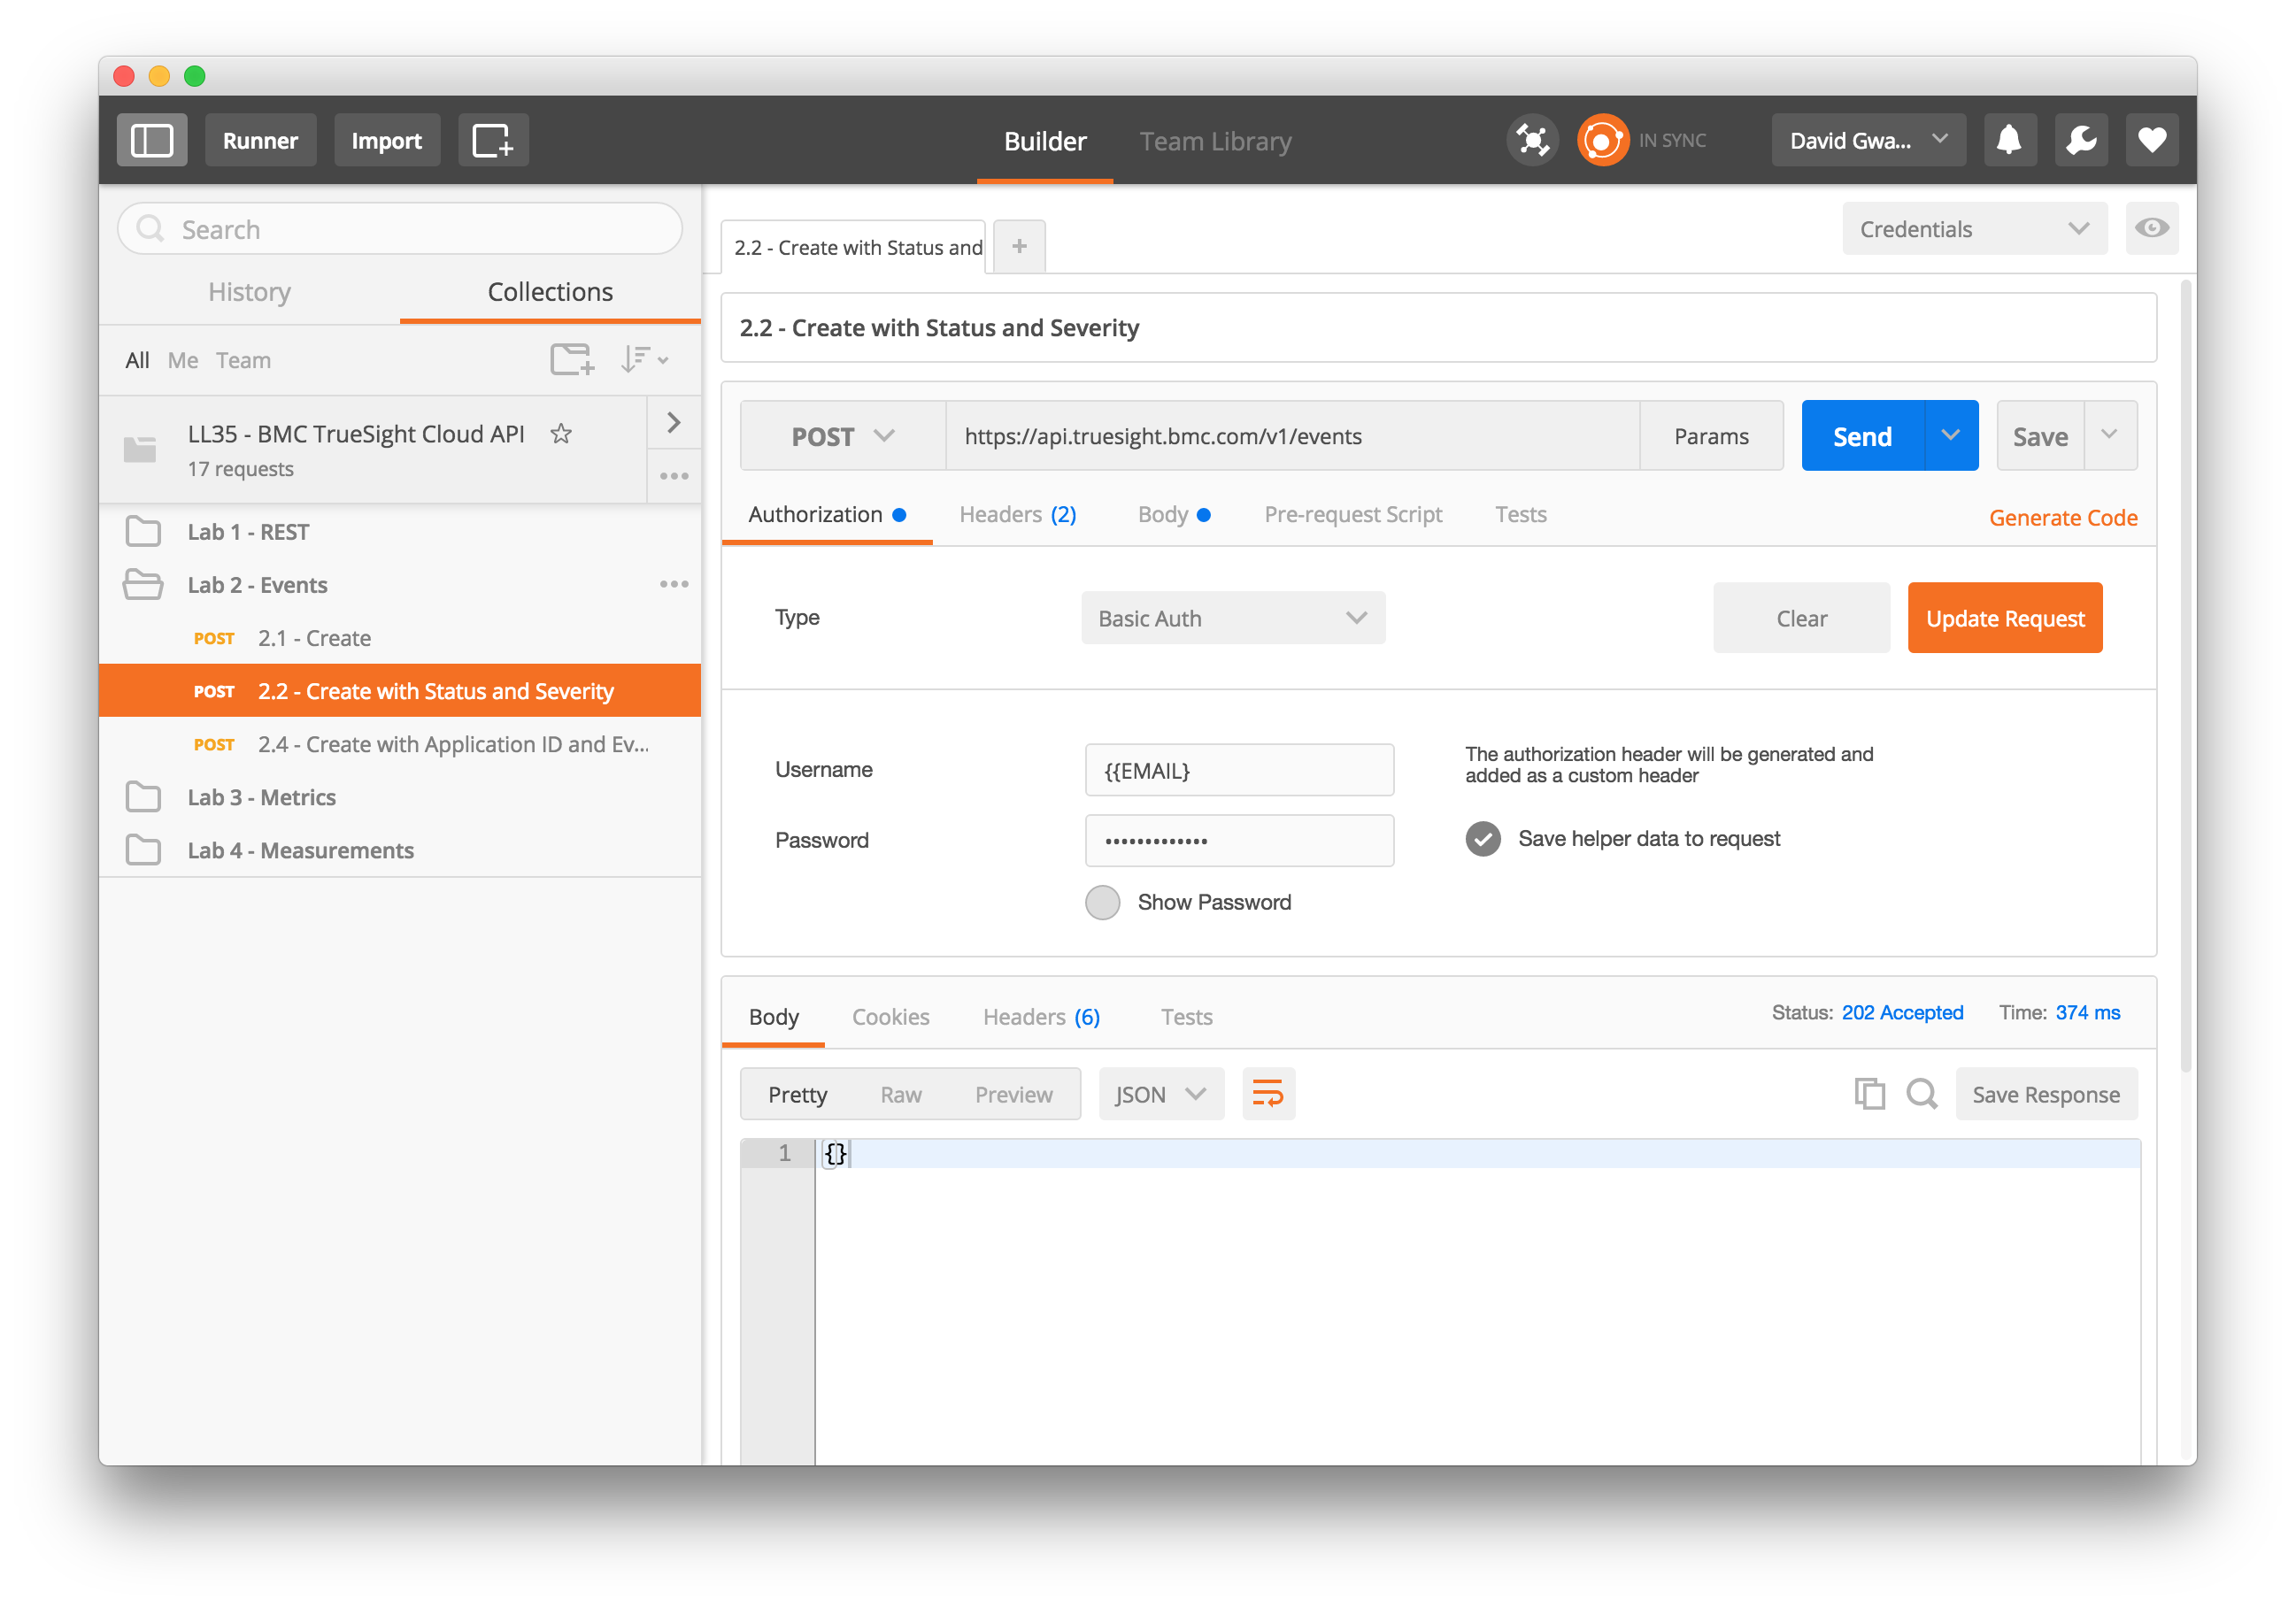 Runner
Import
Builder
Team Library
IN SYNC
David Gwa...
Search
History
Collections
All
Me
Team
LL35 - BMC TrueSight Cloud API
17 requests
Lab 1 - REST
Lab 2 - Events
POST 2.1 - Create
POST 2.2 - Create with Status and Severity
POST 2.4 - Create with Application ID and Ev...
Lab 3 - Metrics
Lab 4 - Measurements
2.2 - Create with Status and
Credentials
2.2 - Create with Status and Severity
POST
https://api.truesight.bmc.com/v1/events
Params
Send
Save
Authorization
Headers (2)
Body
Pre-request Script
Tests
Generate Code
Type
Basic Auth
Clear
Update Request
Username
{{EMAIL}
The authorization header will be generated and
added as a custom header
Password
•••••••••••••
Save helper data to request
Show Password
Body
Cookies
Headers (6)
Tests
Status: 202 Accepted
Time: 374 ms
Pretty
Raw
Preview
JSON
Save Response
1 {}